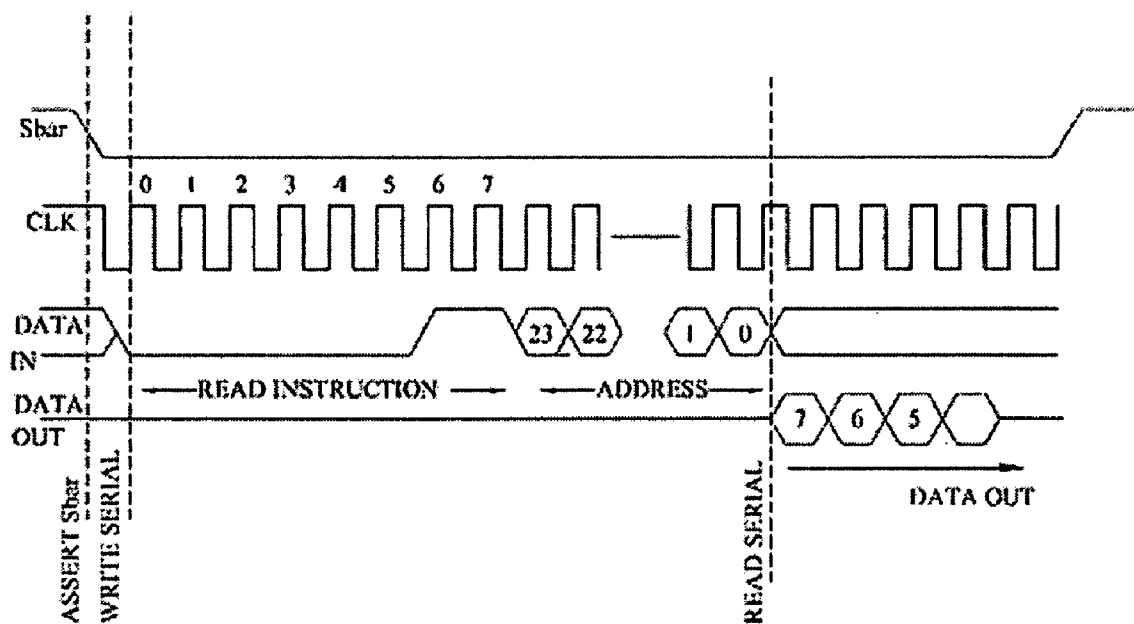 Sbar
0 1 2 3 4 5 6 7
CLK
DATA IN
23 22 1 0
READ INSTRUCTION
ADDRESS
DATA OUT
7 6 5
DATA OUT
ASSERT Sbar
WRITE SERIAL
READ SERIAL